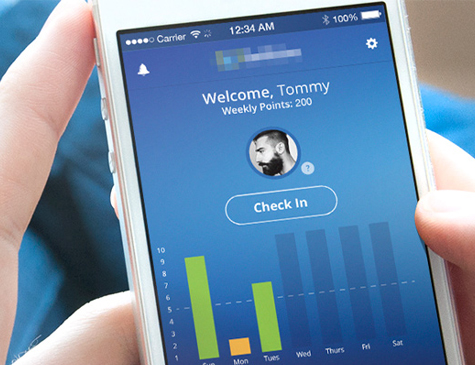 Carrier 12:34 AM 100%
Welcome, Tommy
Weekly Points: 200
?
Check In
10
9
8
7
6
5
4
3
2
1
Sun Mon Tues Wed Thurs Fri Sat